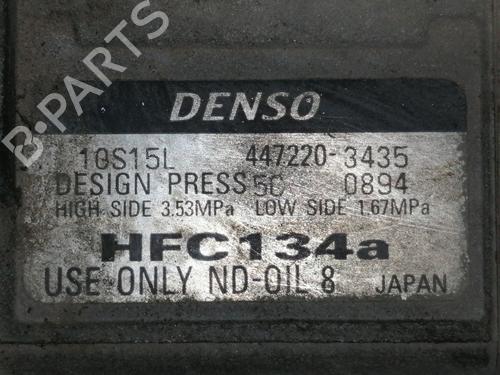 B-PARTS
DENSO
10S15L 447220-3435
DESIGN PRESS 5C 0894
HIGH SIDE 3.53MPa LOW SIDE 1.67MPa
HFC134a
USE ONLY ND-OIL 8 JAPAN